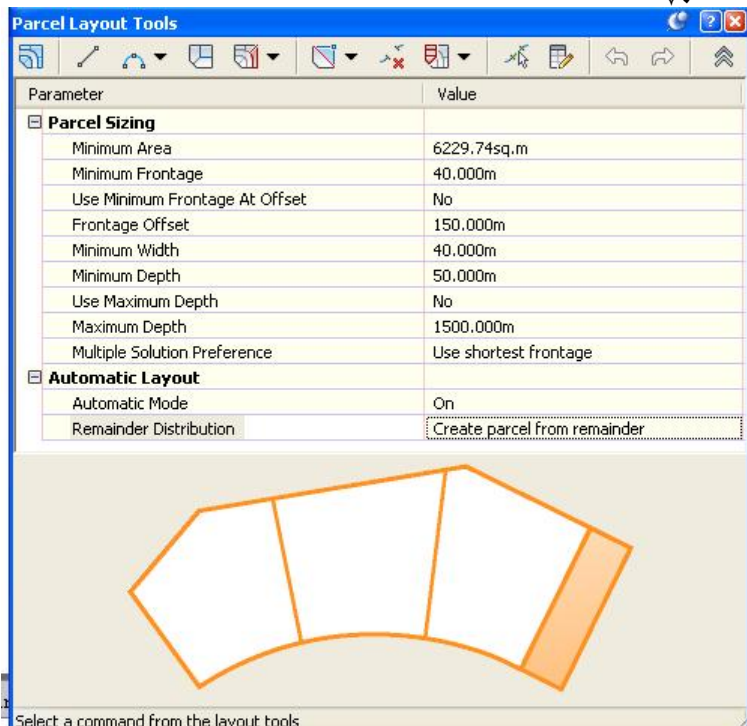 Parcel Layout Tools
Parameter Value
Parcel Sizing
Minimum Area 6229.74sq.m
Minimum Frontage 40.000m
Use Minimum Frontage At Offset No
Frontage Offset 150.000m
Minimum Width 40.000m
Minimum Depth 50.000m
Use Maximum Depth No
Maximum Depth 1500.000m
Multiple Solution Preference Use shortest frontage
Automatic Layout
Automatic Mode On
Remainder Distribution Create parcel from remainder
Select a command from the layout tools